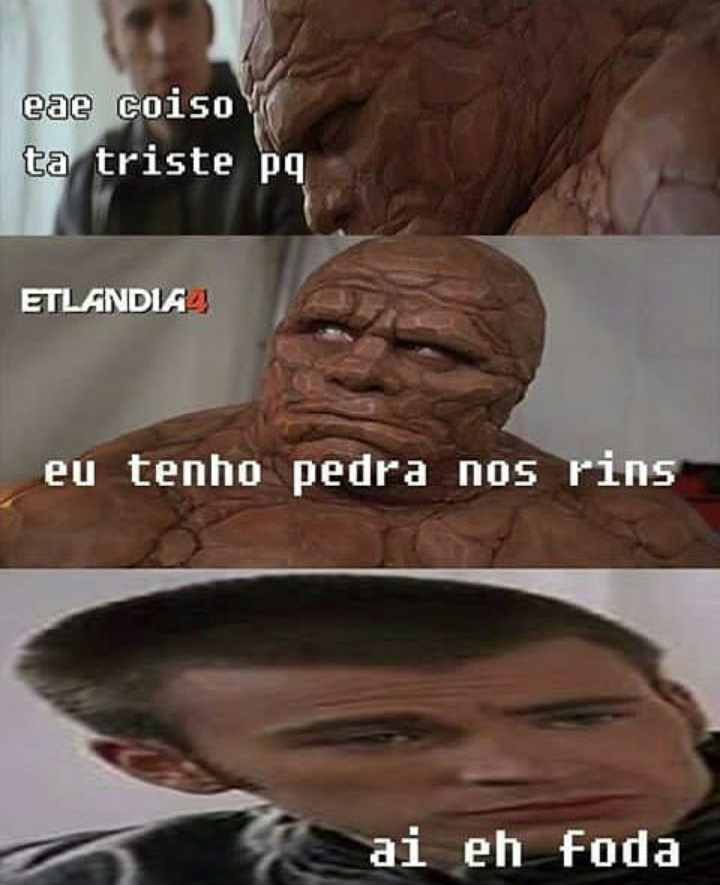 eae coiso
ta triste pq
ETLANDIA4
eu tenho pedra nos rins
ai eh foda